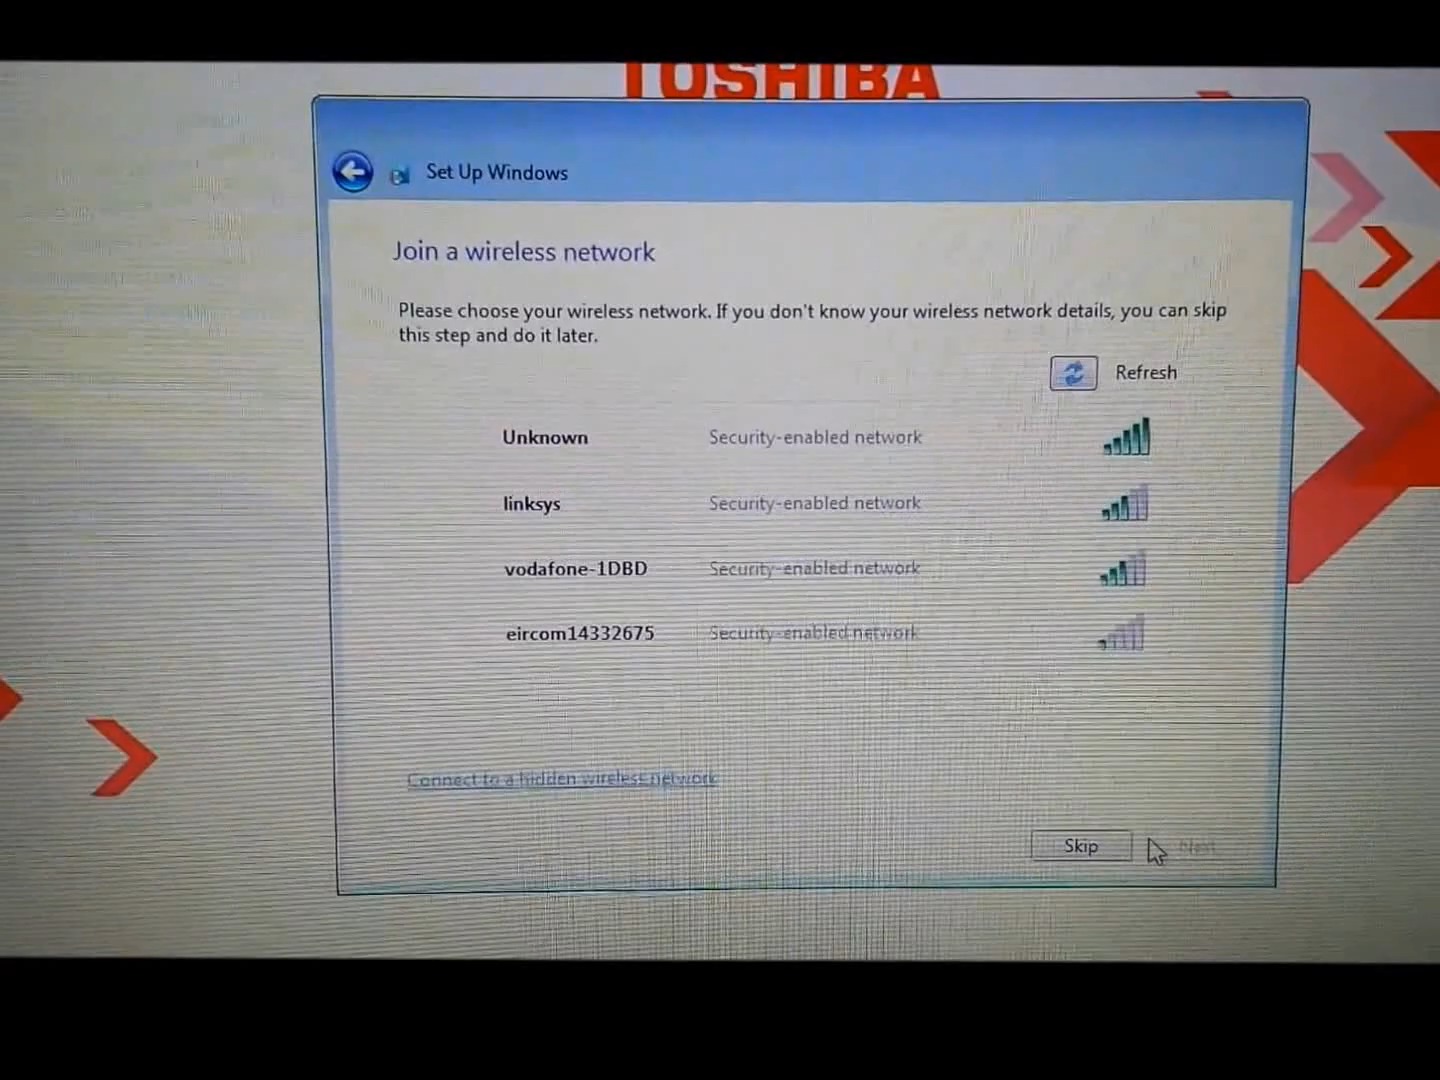 TOSHIBA
Set Up Windows
Join a wireless network
Please choose your wireless network. If you don't know your wireless network details, you can skip
this step and do it later.
Refresh
Unknown Security-enabled network
linksys Security-enabled network
vodafone-1DBD Security-enabled network
eircom14332675 Security-enabled network
Connect to a hidden wireless network
Skip Next